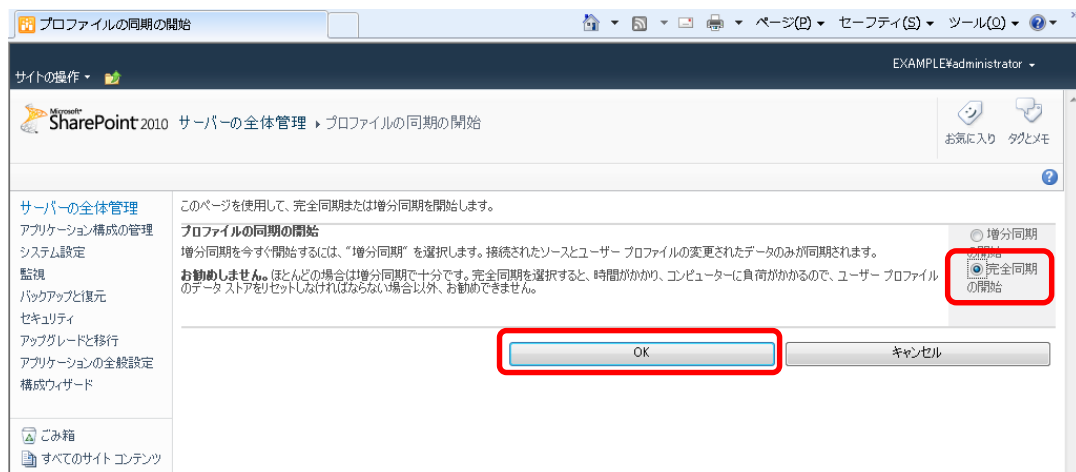 プロファイルの同期の開始
ページ(P) セーフティ(S) ツール(O)
EXAMPLE¥administrator
サイトの操作
Microsoft SharePoint 2010 サーバーの全体管理 プロファイルの同期の開始
お気に入り タグとメモ
サーバーの全体管理
アプリケーション構成の管理
システム設定
監視
バックアップと復元
セキュリティ
アップグレードと移行
アプリケーションの全般設定
構成ウィザード
ごみ箱
すべてのサイト コンテンツ
このページを使用して、完全同期または増分同期を開始します。
プロファイルの同期の開始
増分同期を今すぐ開始するには、"増分同期" を選択します。接続されたソースとユーザー プロファイルの変更されたデータのみが同期されます。
お勧めしません。ほとんどの場合は増分同期で十分です。完全同期を選択すると、時間がかかり、コンピューターに負荷がかかるので、ユーザー プロファイル
のデータ ストアをリセットしなければならない場合以外、お勧めできません。
増分同期
の開始
完全同期
の開始
OK
キャンセル